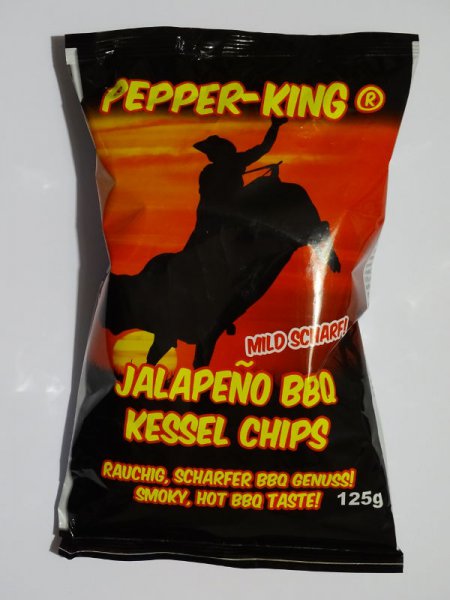 PEPPER-KING ®
MILD SCHARF!
JALAPEÑO BBQ
KESSEL CHIPS
RAUCHIG, SCHARFER BBQ GENUSS!
SMOKY, HOT BBQ TASTE!
125g